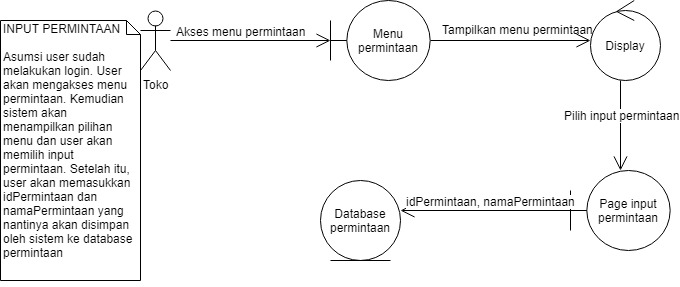 INPUT PERMINTAAN
Asumsi user sudah
melakukan login. User
akan mengakses menu
permintaan. Kemudian
sistem akan
menampilkan pilihan
menu dan user akan
memilih input
permintaan. Setelah itu,
user akan memasukkan
idPermintaan dan
namaPermintaan yang
nantinya akan disimpan
oleh sistem ke database
permintaan
Toko
Akses menu permintaan
Menu
permintaan
Tampilkan menu permintaan
Display
Pilih input permintaan
Page input
permintaan
idPermintaan, namaPermintaan
Database
permintaan